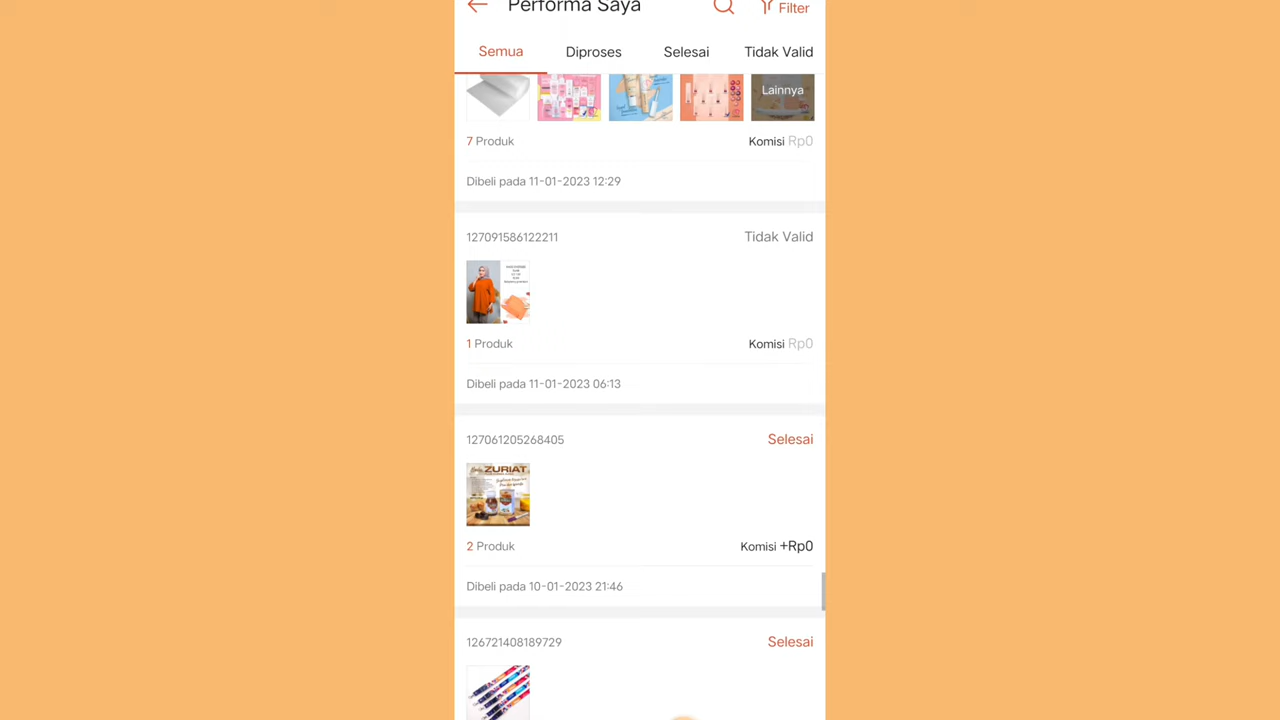 Performa Saya
Filter
Semua Diproses Selesai Tidak Valid
Lainnya
7 Produk Komisi Rp0
Dibeli pada 11-01-2023 12:29
127091586122211 Tidak Valid
1 Produk Komisi Rp0
Dibeli pada 11-01-2023 06:13
127061205268405 Selesai
ZURIAT
2 Produk Komisi +Rp0
Dibeli pada 10-01-2023 21:46
126721408189729 Selesai